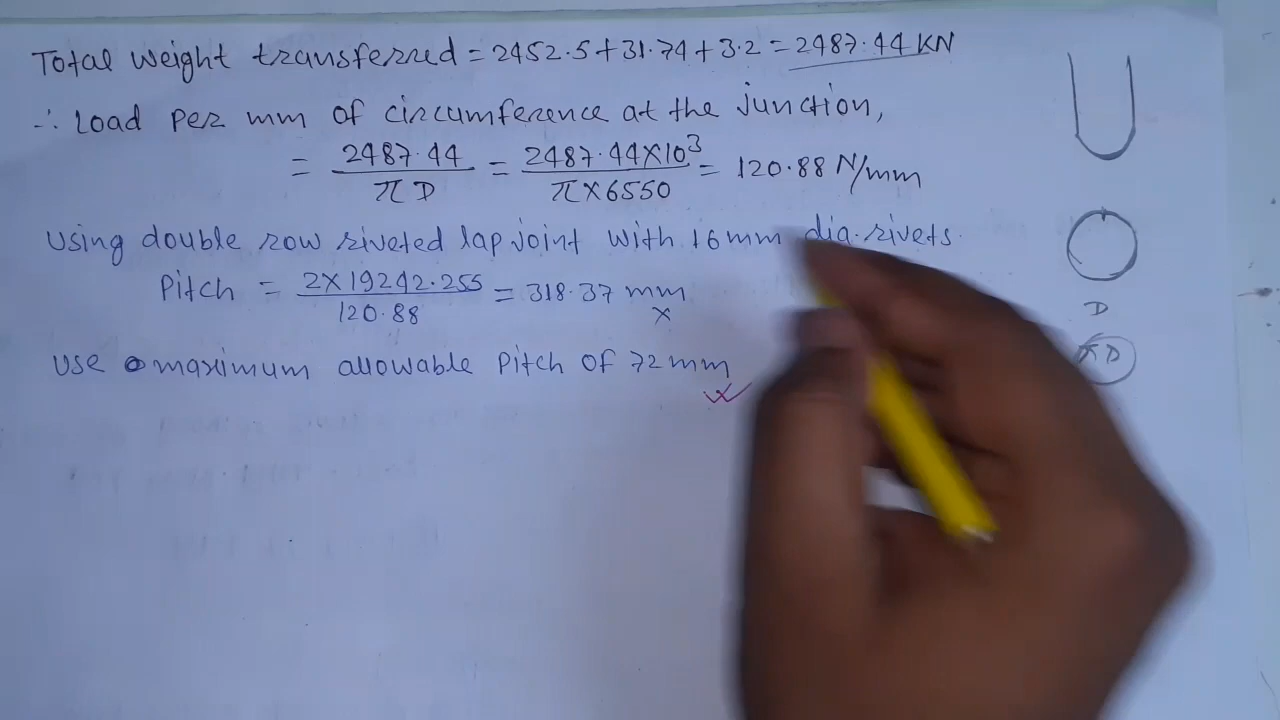 Total weight transferred = 2452.5 + 31.74 + 3.2 = 2487.44 KN
∴ Load per mm of circumference at the junction,
= 2487.44 / πD = 2487.44 × 10³ / π × 6550 = 120.88 N/mm
Using double row riveted lap joint with 16 mm dia. rivets.
Pitch = 2 × 19242.255 / 120.88 = 318.37 mm
×
D
Use maximum allowable pitch of 72 mm
πD